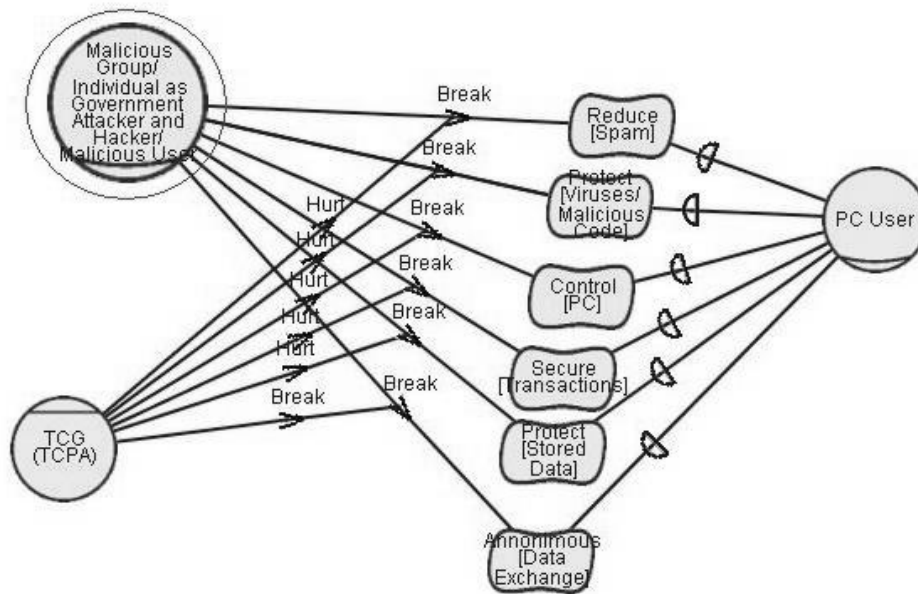 Malicious
Group/
Individual as
Government
Attacker and
Hacker/
Malicious User
Break
Reduce
[Spam]
Break
Protect
[Viruses/
Malicious
Code]
PC User
Hurt
Break
Hurt
Control
[PC]
Hurt
Break
Hurt
Break
Secure
[Transactions]
Hurt
Break
Break
TCG
(TCPA)
Protect
[Stored
Data]
Annonimous
[Data
Exchange]